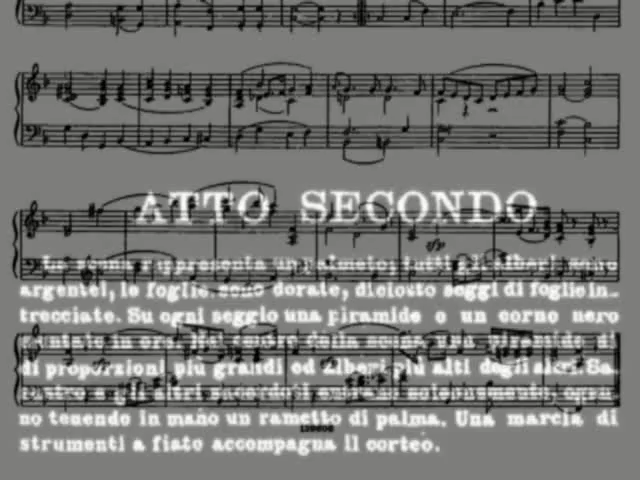 ATTO SECONDO
La scena rappresenta un palmeto; tutti gli alberi sono
argentei, le foglie sono dorate, diciotto seggi di foglie in-
trecciate. Su ogni seggio una piramide e un corno nero
puntato in oro. Nel centro della scena una piramide di
di proporzioni più grandi ed alberi più alti degli altri. Sa-
rastro e gli altri sacerdoti solennemente, ognu-
no tenendo in mano un rametto di palma. Una marcia di
strumenti a fiato accompagna il corteo.